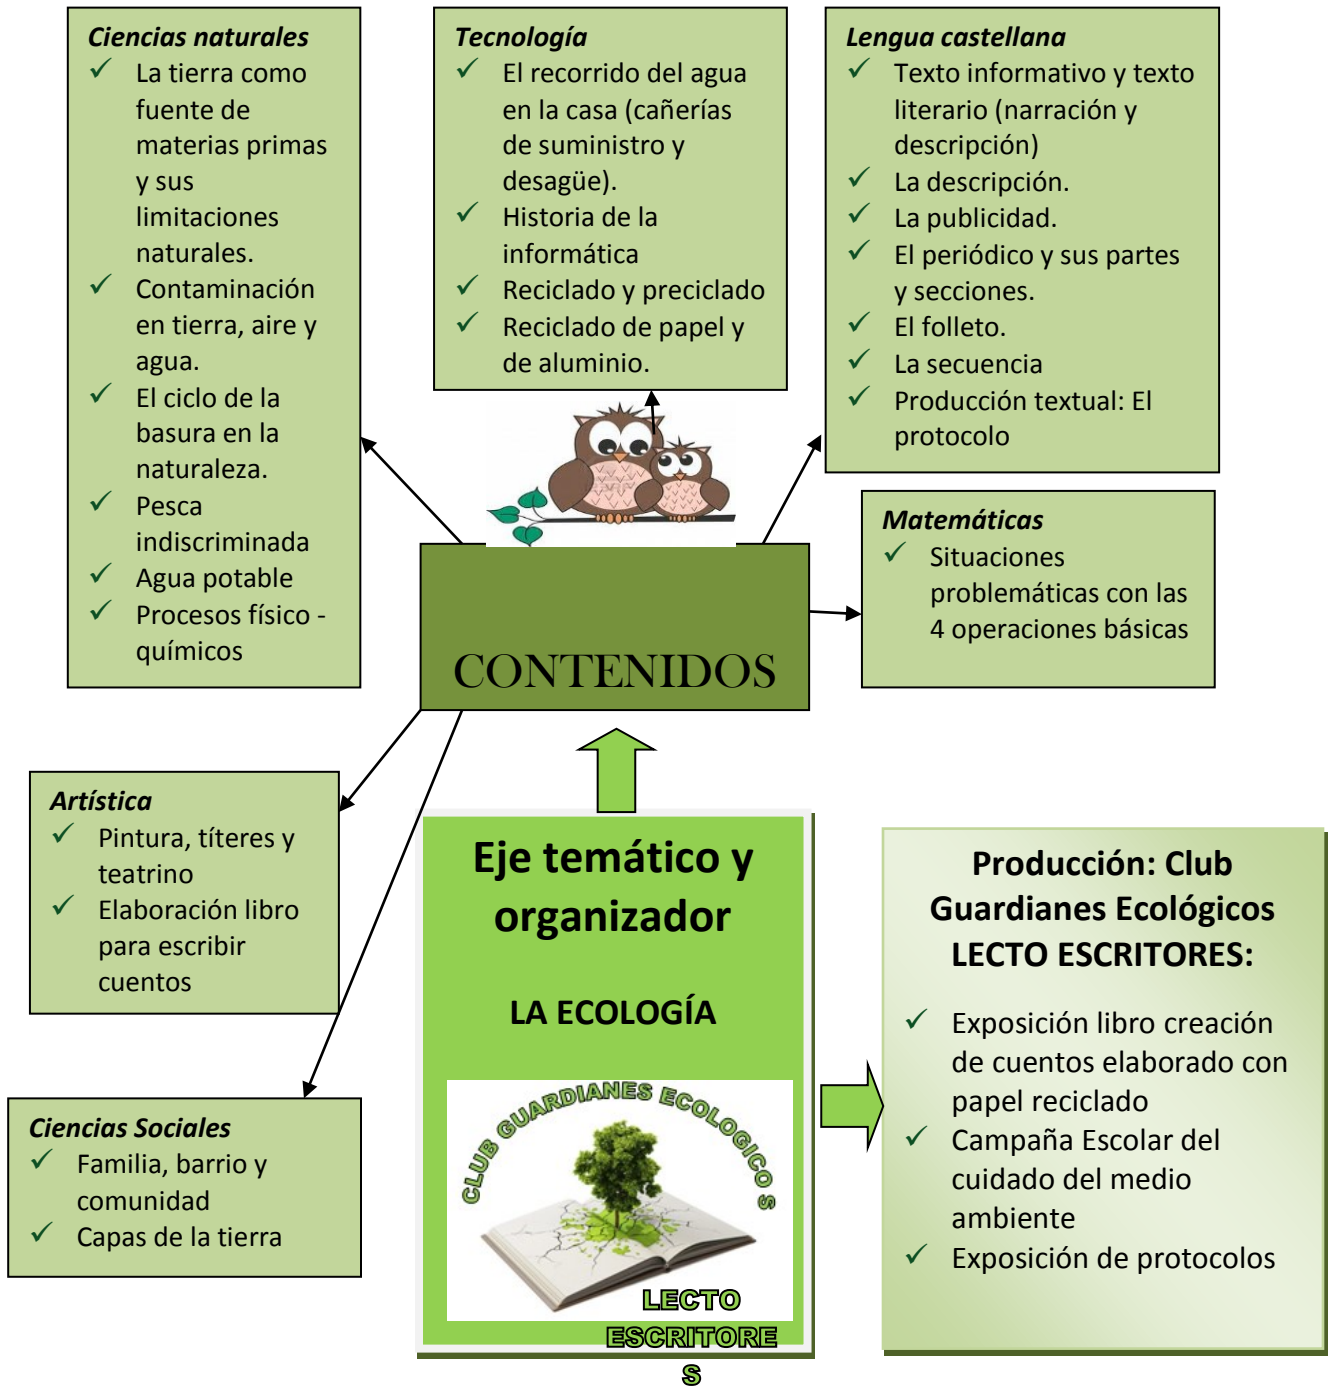 Ciencias naturales
✓ La tierra como
fuente de
materias primas
y sus
limitaciones
naturales.
✓ Contaminación
en tierra, aire y
agua.
✓ El ciclo de la
basura en la
naturaleza.
✓ Pesca
indiscriminada
✓ Agua potable
✓ Procesos físico -
químicos
Tecnología
✓ El recorrido del agua
en la casa (cañerías
de suministro y
desagüe).
✓ Historia de la
informática
✓ Reciclado y preciclado
✓ Reciclado de papel y
de aluminio.
Lengua castellana
✓ Texto informativo y texto
literario (narración y
descripción)
✓ La descripción.
✓ La publicidad.
✓ El periódico y sus partes
y secciones.
✓ El folleto.
✓ La secuencia
✓ Producción textual: El
protocolo
Matemáticas
✓ Situaciones
problemáticas con las
4 operaciones básicas
CONTENIDOS
Artística
✓ Pintura, títeres y
teatrino
✓ Elaboración libro
para escribir
cuentos
Ciencias Sociales
✓ Familia, barrio y
comunidad
✓ Capas de la tierra
Eje temático y
organizador
LA ECOLOGÍA
CLUB GUARDIANES ECOLOGICO S
LECTO
ESCRITORE
S
Producción: Club
Guardianes Ecológicos
LECTO ESCRITORES:
✓ Exposición libro creación
de cuentos elaborado con
papel reciclado
✓ Campaña Escolar del
cuidado del medio
ambiente
✓ Exposición de protocolos